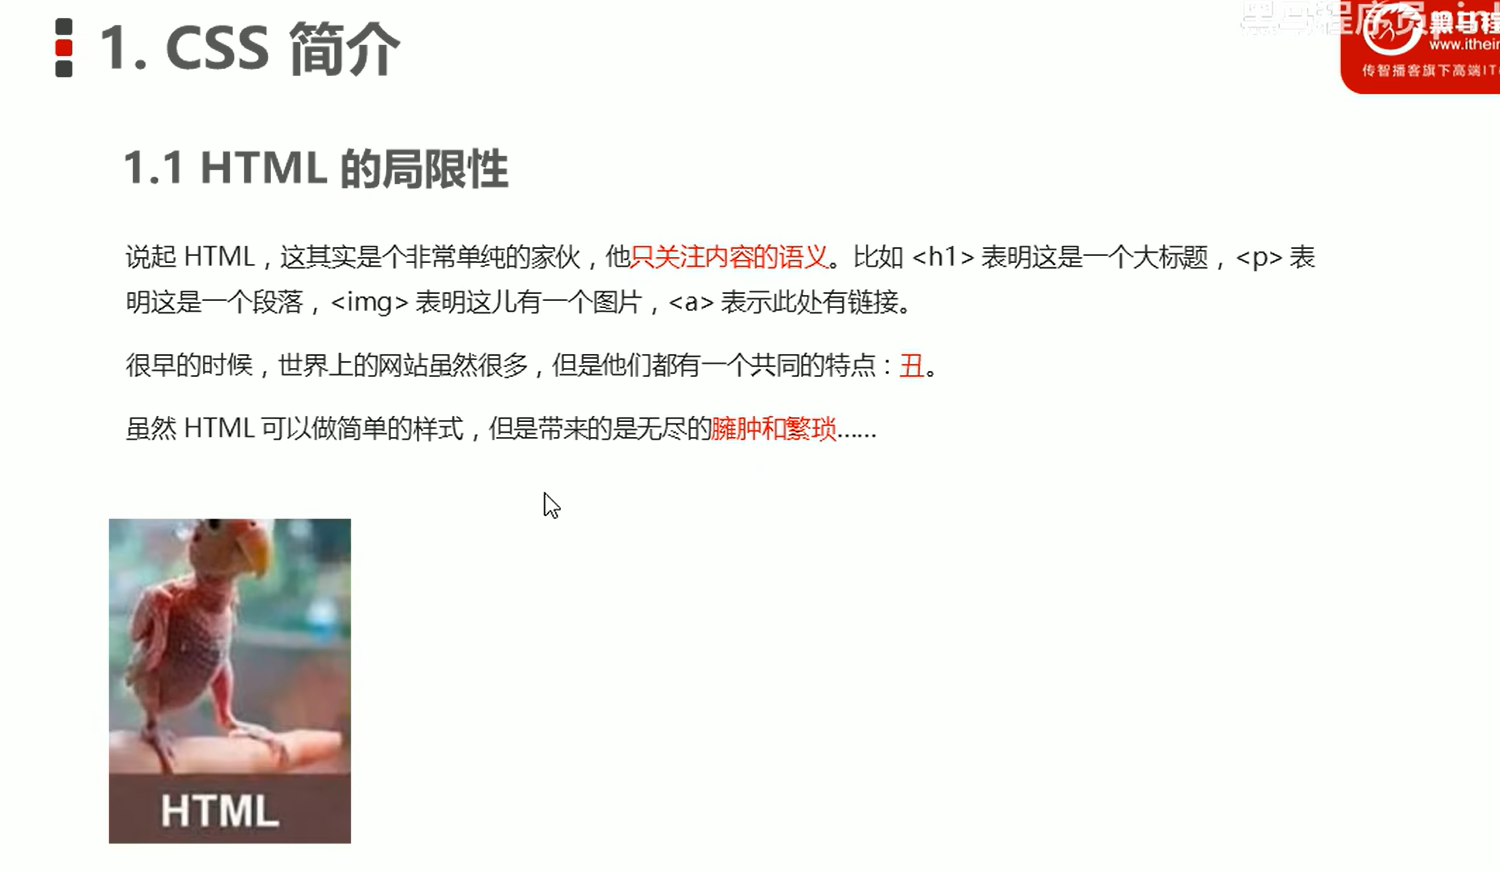 1. CSS 简介
黑马程序员pink
www.itheim
传智播客旗下高端IT
1.1 HTML 的局限性
说起 HTML，这其实是个非常单纯的家伙，他只关注内容的语义。比如 <h1> 表明这是一个大标题，<p> 表
明这是一个段落，<img> 表明这儿有一个图片，<a> 表示此处有链接。
很早的时候，世界上的网站虽然很多，但是他们都有一个共同的特点：丑。
虽然 HTML 可以做简单的样式，但是带来的是无尽的臃肿和繁琐……
HTML